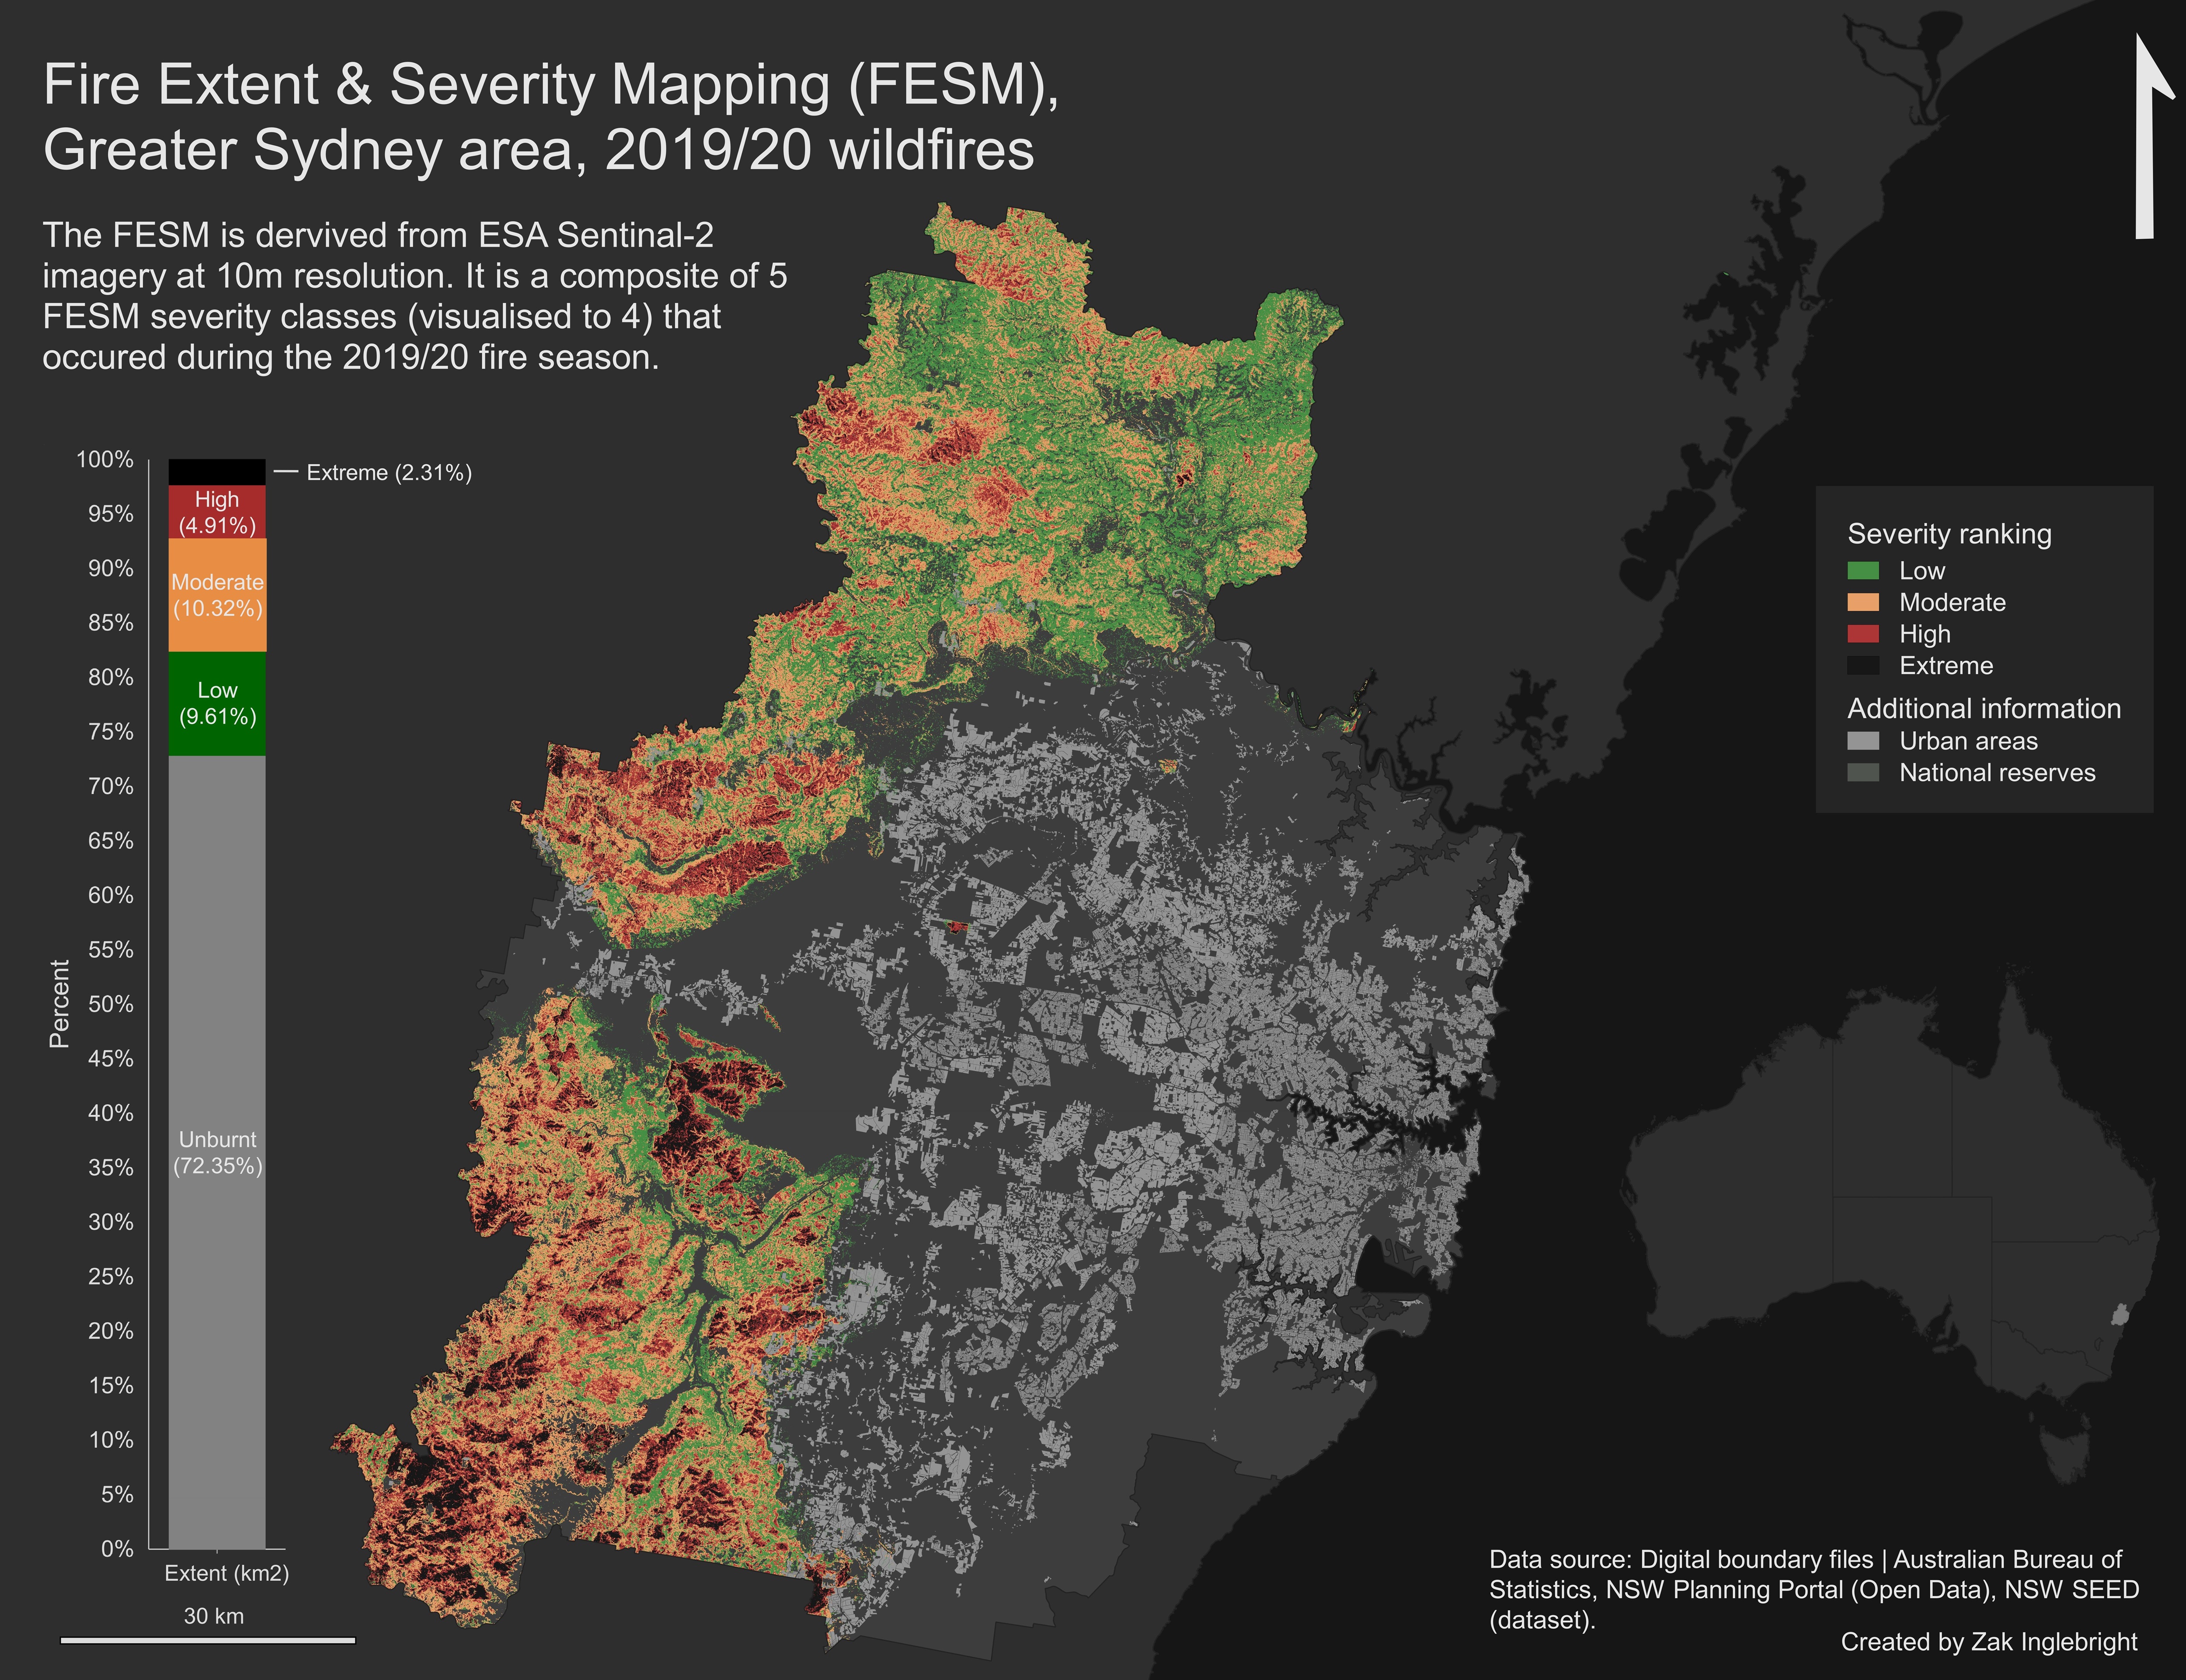 Fire Extent & Severity Mapping (FESM),
Greater Sydney area, 2019/20 wildfires
The FESM is dervived from ESA Sentinal-2
imagery at 10m resolution. It is a composite of 5
FESM severity classes (visualised to 4) that
occured during the 2019/20 fire season.
100%
95%
90%
85%
80%
75%
70%
65%
60%
55%
50%
45%
40%
35%
30%
25%
20%
15%
10%
5%
0%
Percent
Extreme (2.31%)
High
(4.91%)
Moderate
(10.32%)
Low
(9.61%)
Unburnt
(72.35%)
Extent (km2)
30 km
Severity ranking
Low
Moderate
High
Extreme
Additional information
Urban areas
National reserves
Data source: Digital boundary files | Australian Bureau of
Statistics, NSW Planning Portal (Open Data), NSW SEED
(dataset).
Created by Zak Inglebright